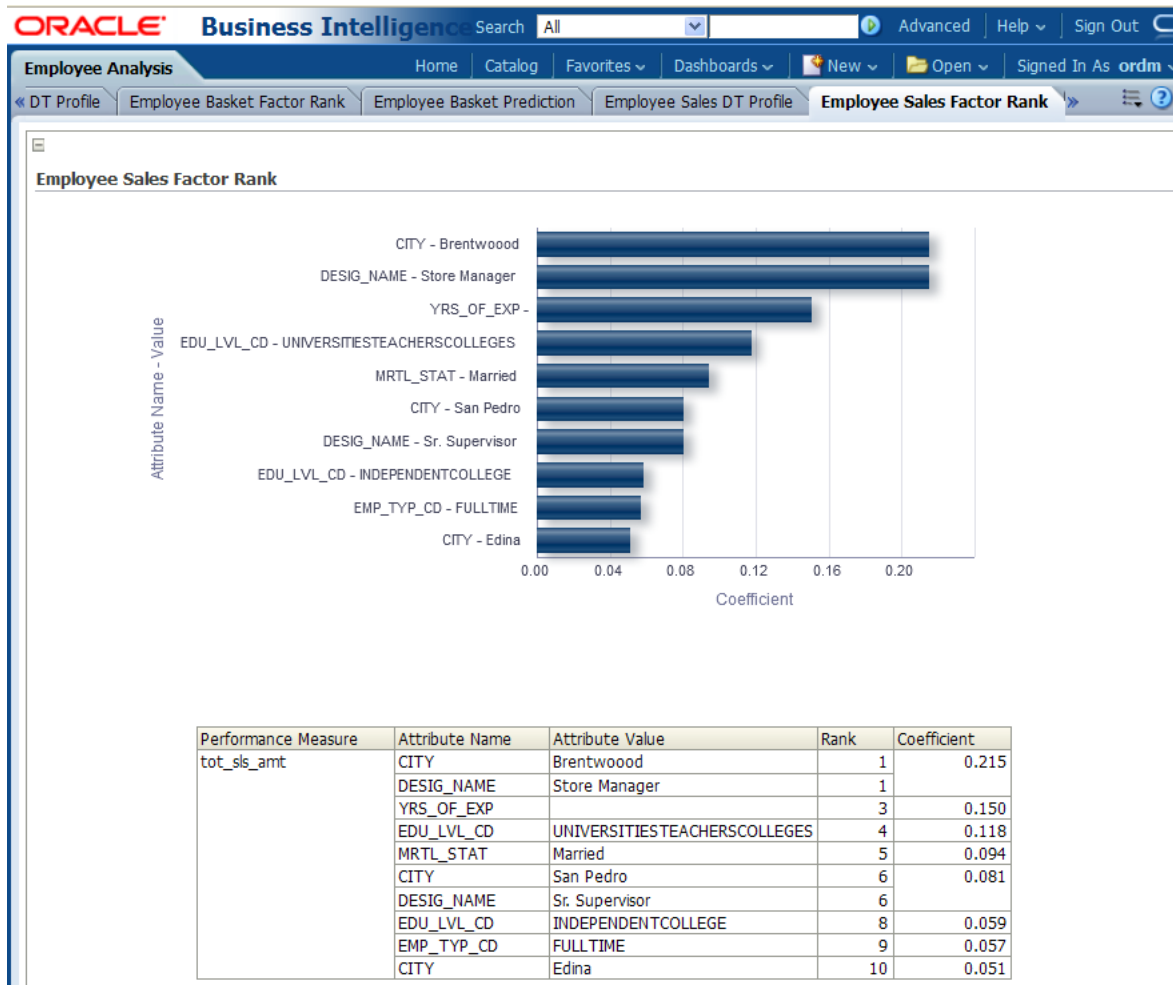 ORACLE Business Intelligence Search All Advanced Help Sign Out
Employee Analysis Home Catalog Favorites Dashboards New Open Signed In As ordm
« DT Profile Employee Basket Factor Rank Employee Basket Prediction Employee Sales DT Profile Employee Sales Factor Rank »
Employee Sales Factor Rank
Attribute Name - Value
CITY - Brentwoood
DESIG_NAME - Store Manager
YRS_OF_EXP -
EDU_LVL_CD - UNIVERSITIESTEACHERSCOLLEGES
MRTL_STAT - Married
CITY - San Pedro
DESIG_NAME - Sr. Supervisor
EDU_LVL_CD - INDEPENDENTCOLLEGE
EMP_TYP_CD - FULLTIME
CITY - Edina
0.00 0.04 0.08 0.12 0.16 0.20
Coefficient
Performance Measure Attribute Name Attribute Value Rank Coefficient
tot_sls_amt CITY Brentwoood 1 0.215
DESIG_NAME Store Manager 1
YRS_OF_EXP 3 0.150
EDU_LVL_CD UNIVERSITIESTEACHERSCOLLEGES 4 0.118
MRTL_STAT Married 5 0.094
CITY San Pedro 6 0.081
DESIG_NAME Sr. Supervisor 6
EDU_LVL_CD INDEPENDENTCOLLEGE 8 0.059
EMP_TYP_CD FULLTIME 9 0.057
CITY Edina 10 0.051